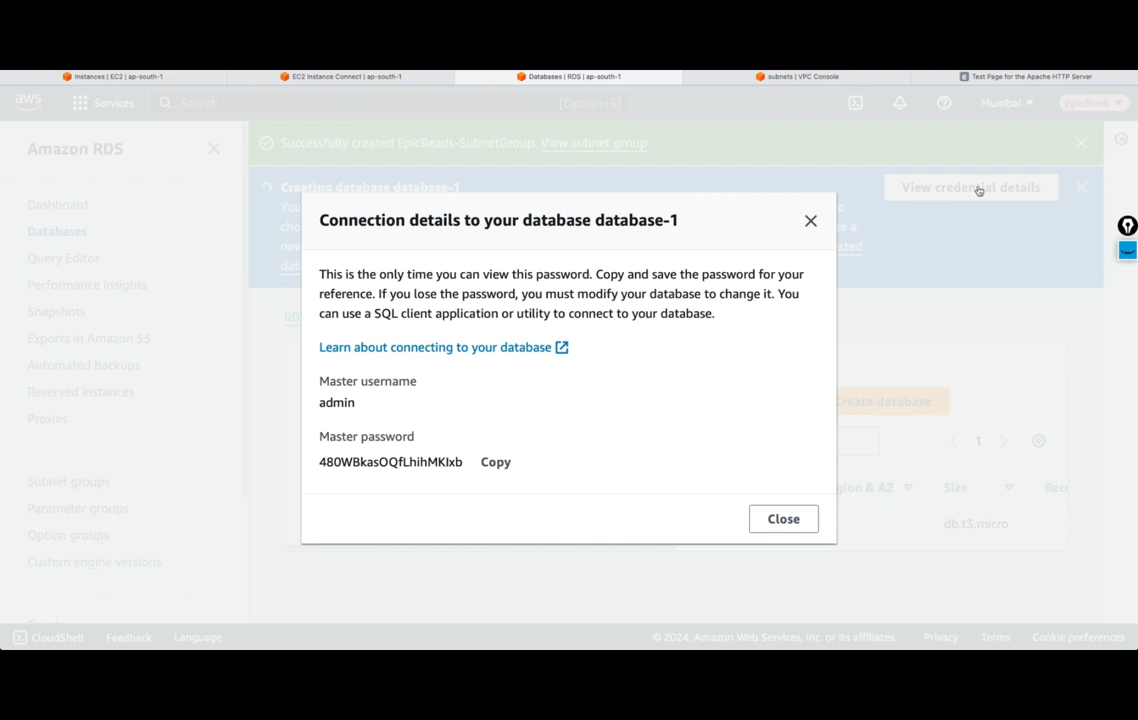 Instances | EC2 | ap-south-1
EC2 Instance Connect | ap-south-1
Databases | RDS | ap-south-1
subnets | VPC Console
Test Page for the Apache HTTP Server
aws
Services
Search
[Option+S]
Mumbai
EpicBook
Amazon RDS
Successfully created EpicReads-SubnetGroup. View subnet group
Creating database database-1
View credential details
Dashboard
Databases
Query Editor
Performance insights
Snapshots
Exports in Amazon S3
Automated backups
Reserved instances
Proxies
Subnet groups
Parameter groups
Option groups
Custom engine versions
Connection details to your database database-1
This is the only time you can view this password. Copy and save the password for your
reference. If you lose the password, you must modify your database to change it. You
can use a SQL client application or utility to connect to your database.
Learn about connecting to your database
Master username
admin
Master password
480WBkasOQfLhihMKIxb Copy
Close
Create database
1
Size
db.t3.micro
CloudShell
Feedback
Language
© 2024, Amazon Web Services, Inc. or its affiliates.
Privacy
Terms
Cookie preferences